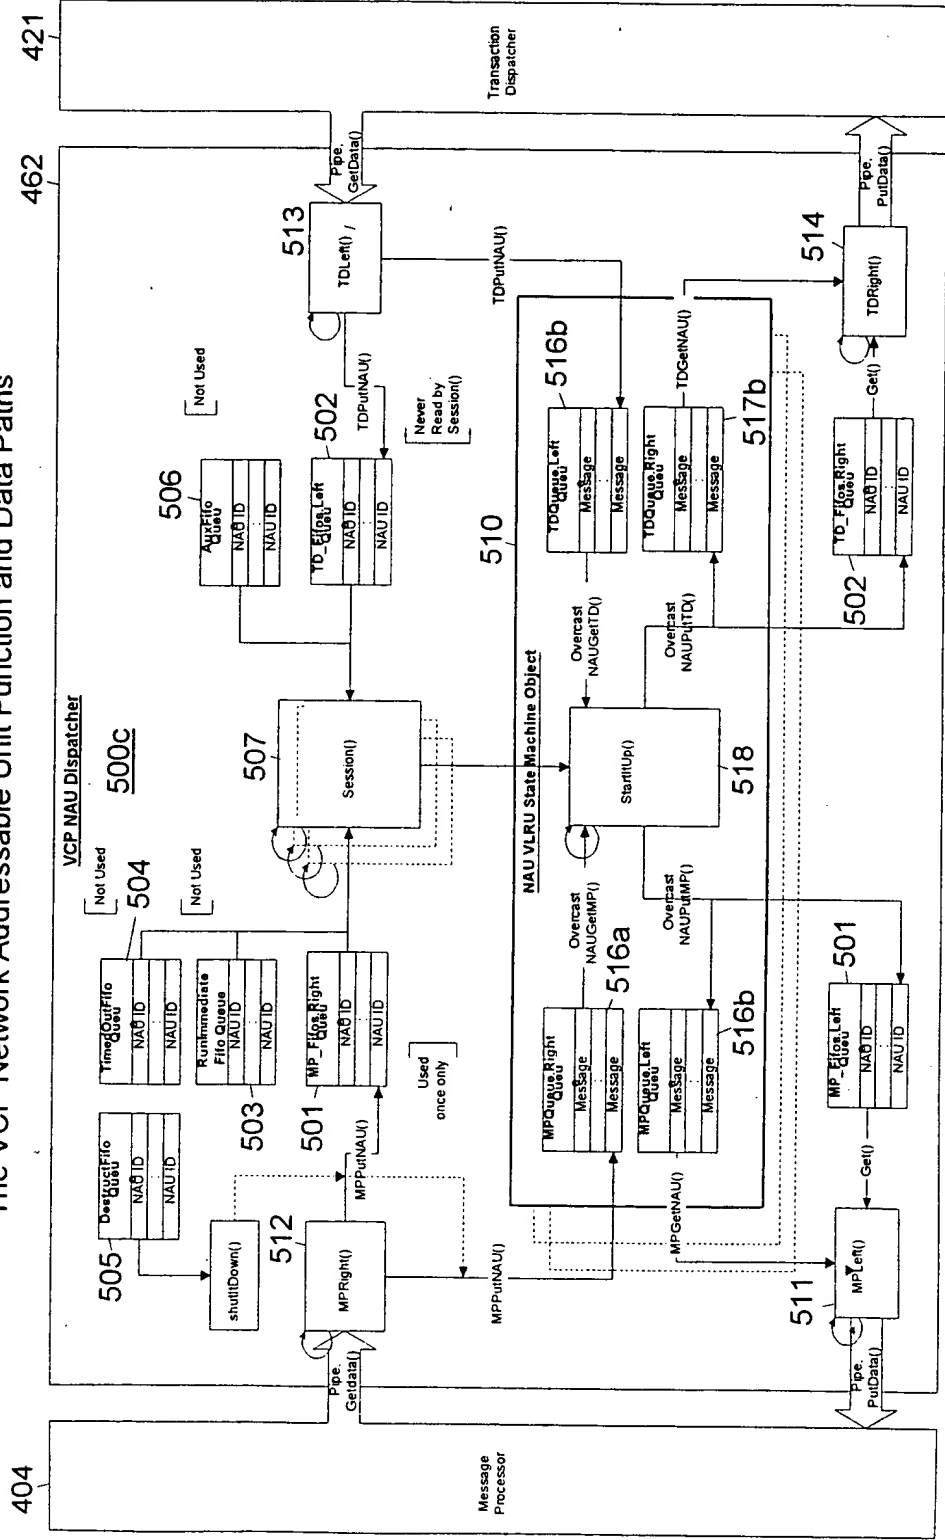 The VCP Network Addressable Unit Function and Data Paths
404
462
421
VCP NAU Dispatcher
500c
Message
Processor
Transaction
Dispatcher
505
DestructFifo
Queu
NAU ID
NAU ID
shutItDown()
TimedOutFifo
Queu
NAU ID
NAU ID
504
Not Used
RunImmediate
Fifo Queue
NAU ID
NAU ID
503
Not Used
MP_Fifos.Right
Queu
NAU ID
NAU ID
501
Used
once only
512
MPRight()
Pipe.
Getdata()
MPPutNAU()
MPPutNAU()
507
Session()
506
AuxFifo
Queu
NAU ID
NAU ID
Not Used
TD_Fifos.Left
Queu
NAU ID
NAU ID
502
Never
Read by
Session()
513
TDLeft() /
Pipe.
GetData()
TDPutNAU()
TDPutNAU()
NAU VLRU State Machine Object
510
MPQueue.Right
Queu
Message
Message
516a
MPQueue.Left
Queu
Message
Message
516b
MPGetNAU()
Overcast
NAUGetMP()
Overcast
NAUPutMP()
StartItUp()
518
Overcast
NAUGetTD()
Overcast
NAUPutTD()
TDQueue.Left
Queu
Message
Message
516b
TDQueue.Right
Queu
Message
Message
517b
TDGetNAU()
511
MPLeft()
Pipe.
PutData()
Get()
MP_Fifos.Left
Queu
NAU ID
NAU ID
501
502
TD_Fifos.Right
Queu
NAU ID
NAU ID
Get()
514
TDRight()
Pipe.
PutData()